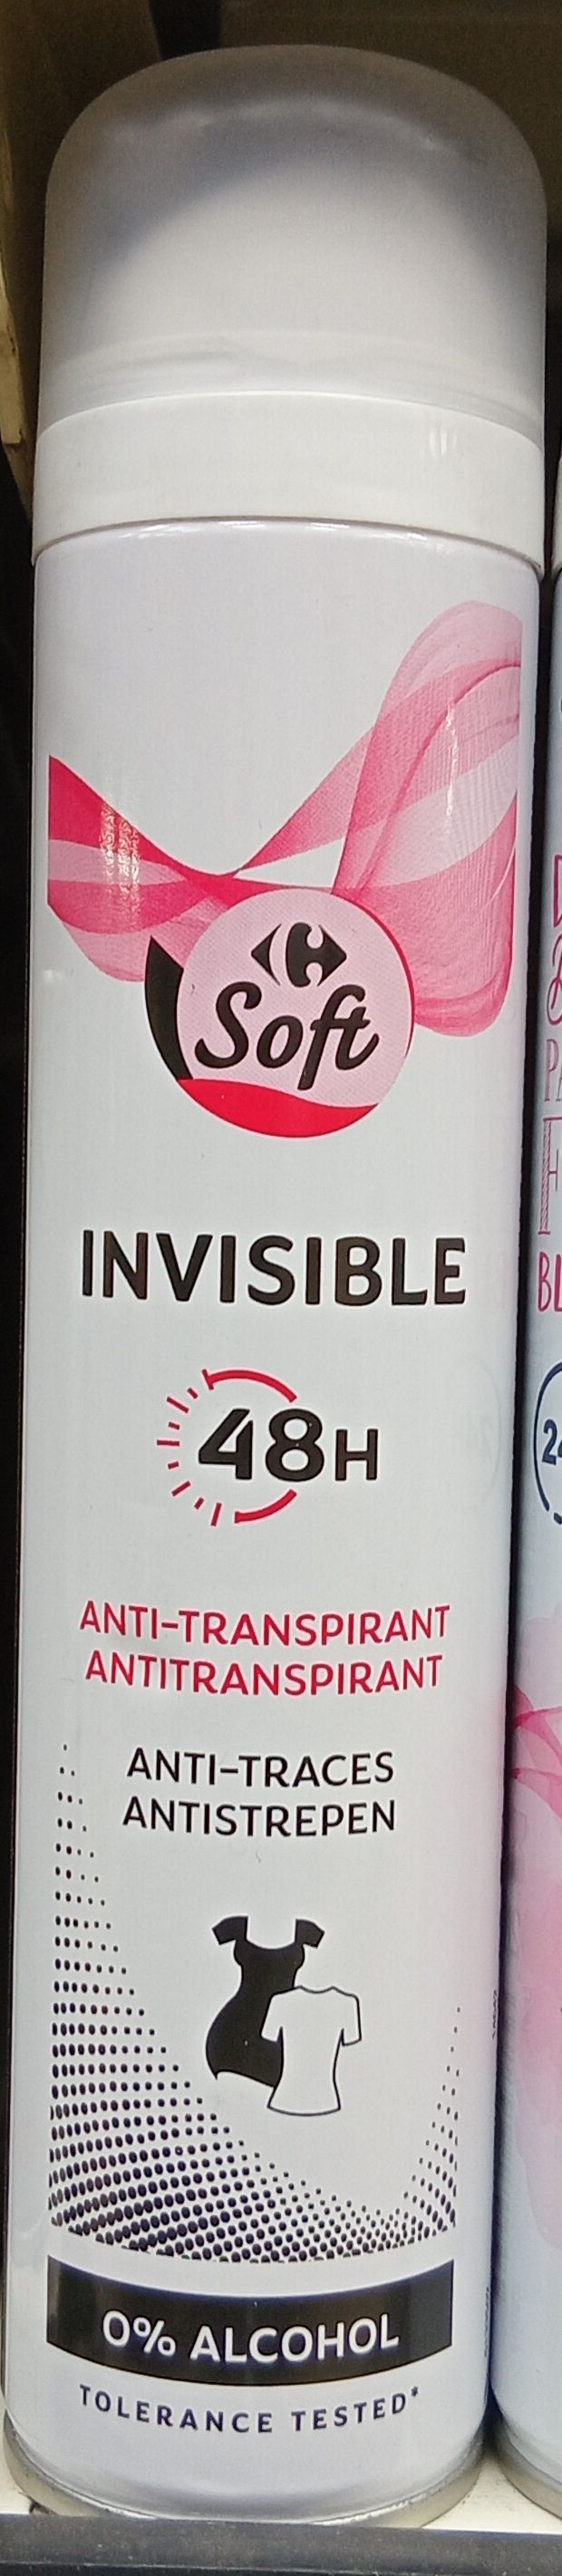 Soft
INVISIBLE
48H
ANTI-TRANSPIRANT
ANTITRANSPIRANT
ANTI-TRACES
ANTISTREPEN
0% ALCOHOL
TOLERANCE TESTED*